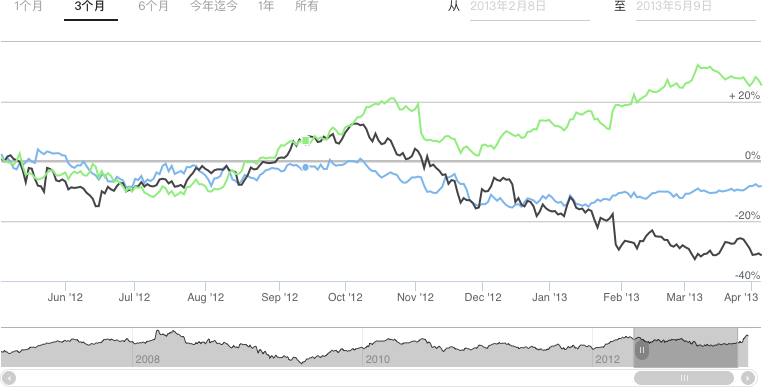 1个月 3个月 6个月 今年迄今 1年 所有 从 2013年2月8日 至 2013年5月9日
+ 20%
0%
-20%
-40%
Jun '12 Jul '12 Aug '12 Sep '12 Oct '12 Nov '12 Dec '12 Jan '13 Feb '13 Mar '13 Apr '13
2008 2010 2012